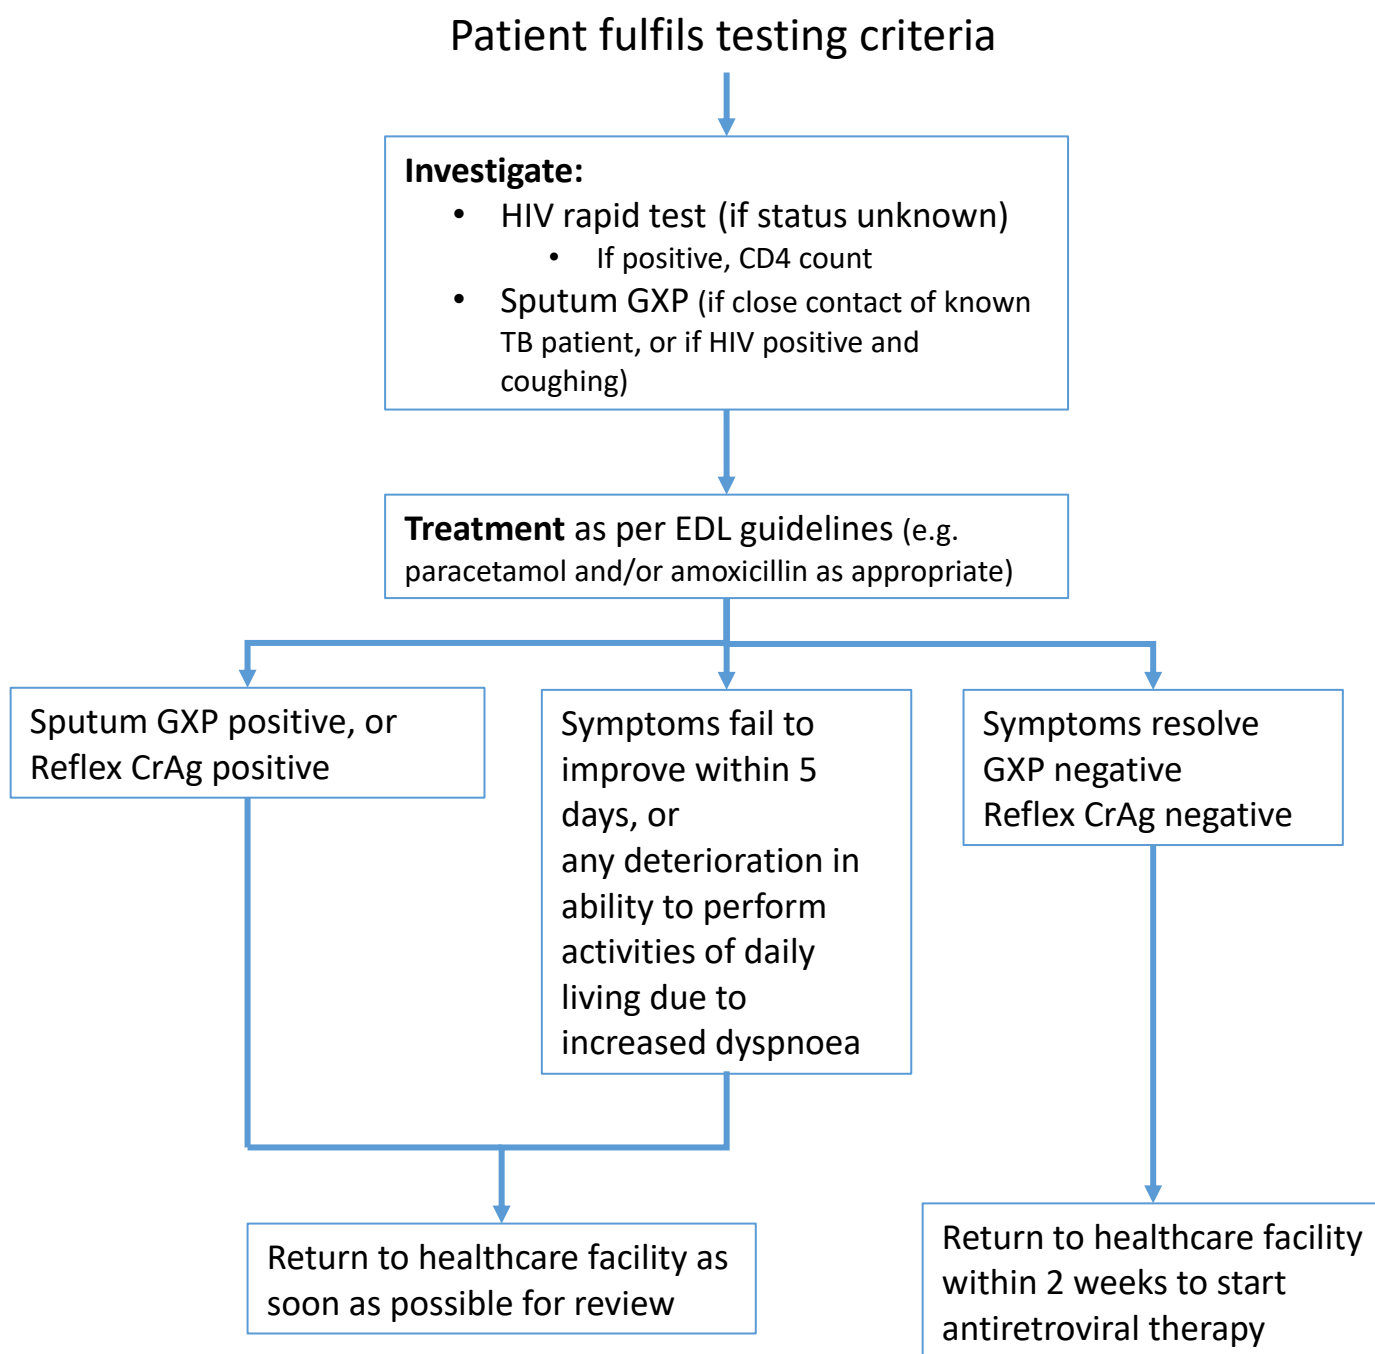 Patient fulfils testing criteria
Investigate:
• HIV rapid test (if status unknown)
• If positive, CD4 count
• Sputum GXP (if close contact of known
TB patient, or if HIV positive and
coughing)
Treatment as per EDL guidelines (e.g.
paracetamol and/or amoxicillin as appropriate)
Sputum GXP positive, or
Reflex CrAg positive
Symptoms fail to
improve within 5
days, or
any deterioration in
ability to perform
activities of daily
living due to
increased dyspnoea
Symptoms resolve
GXP negative
Reflex CrAg negative
Return to healthcare facility as
soon as possible for review
Return to healthcare facility
within 2 weeks to start
antiretroviral therapy